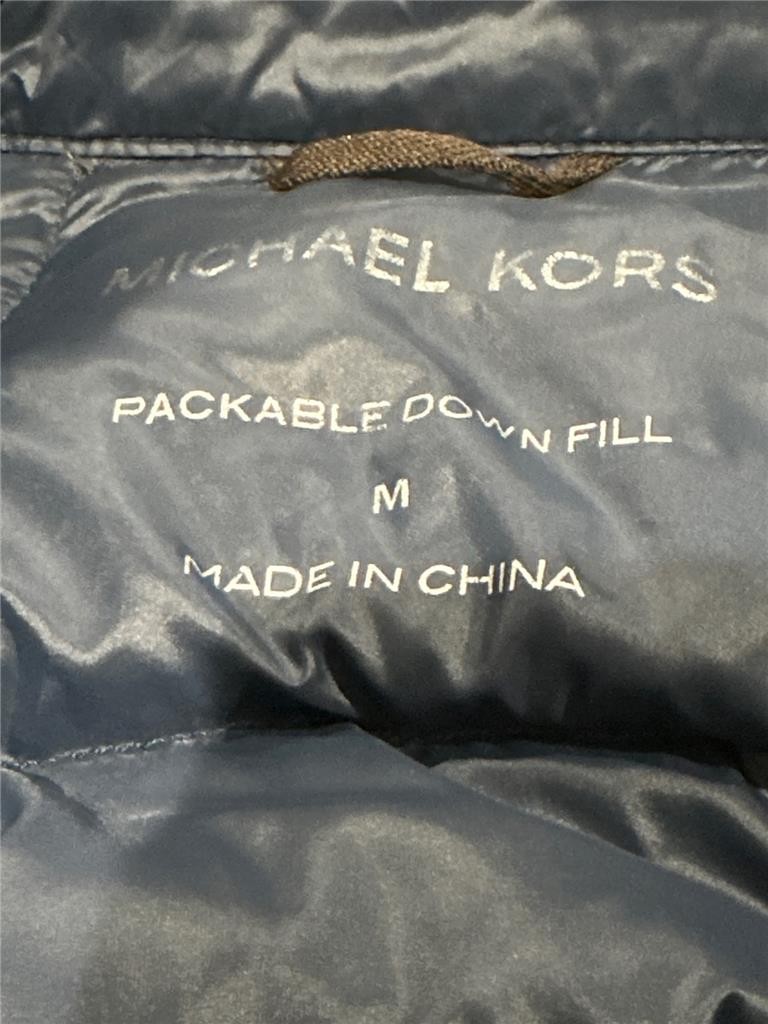 MICHAEL KORS
PACKABLE DOWN FILL
M
MADE IN CHINA